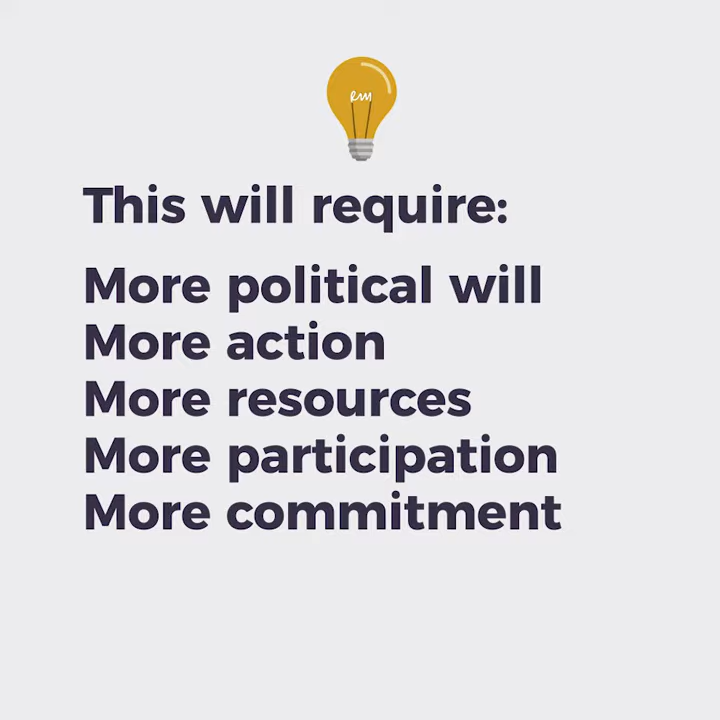 This will require:
More political will
More action
More resources
More participation
More commitment